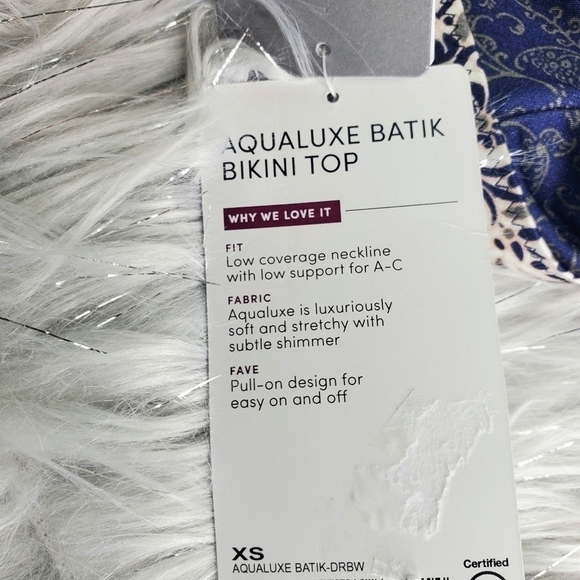 AQUALUXE BATIK
BIKINI TOP
WHY WE LOVE IT
FIT
Low coverage neckline
with low support for A-C
FABRIC
Aqualuxe is luxuriously
soft and stretchy with
subtle shimmer
FAVE
Pull-on design for
easy on and off
XS
AQUALUXE BATIK-DRBW
Certified